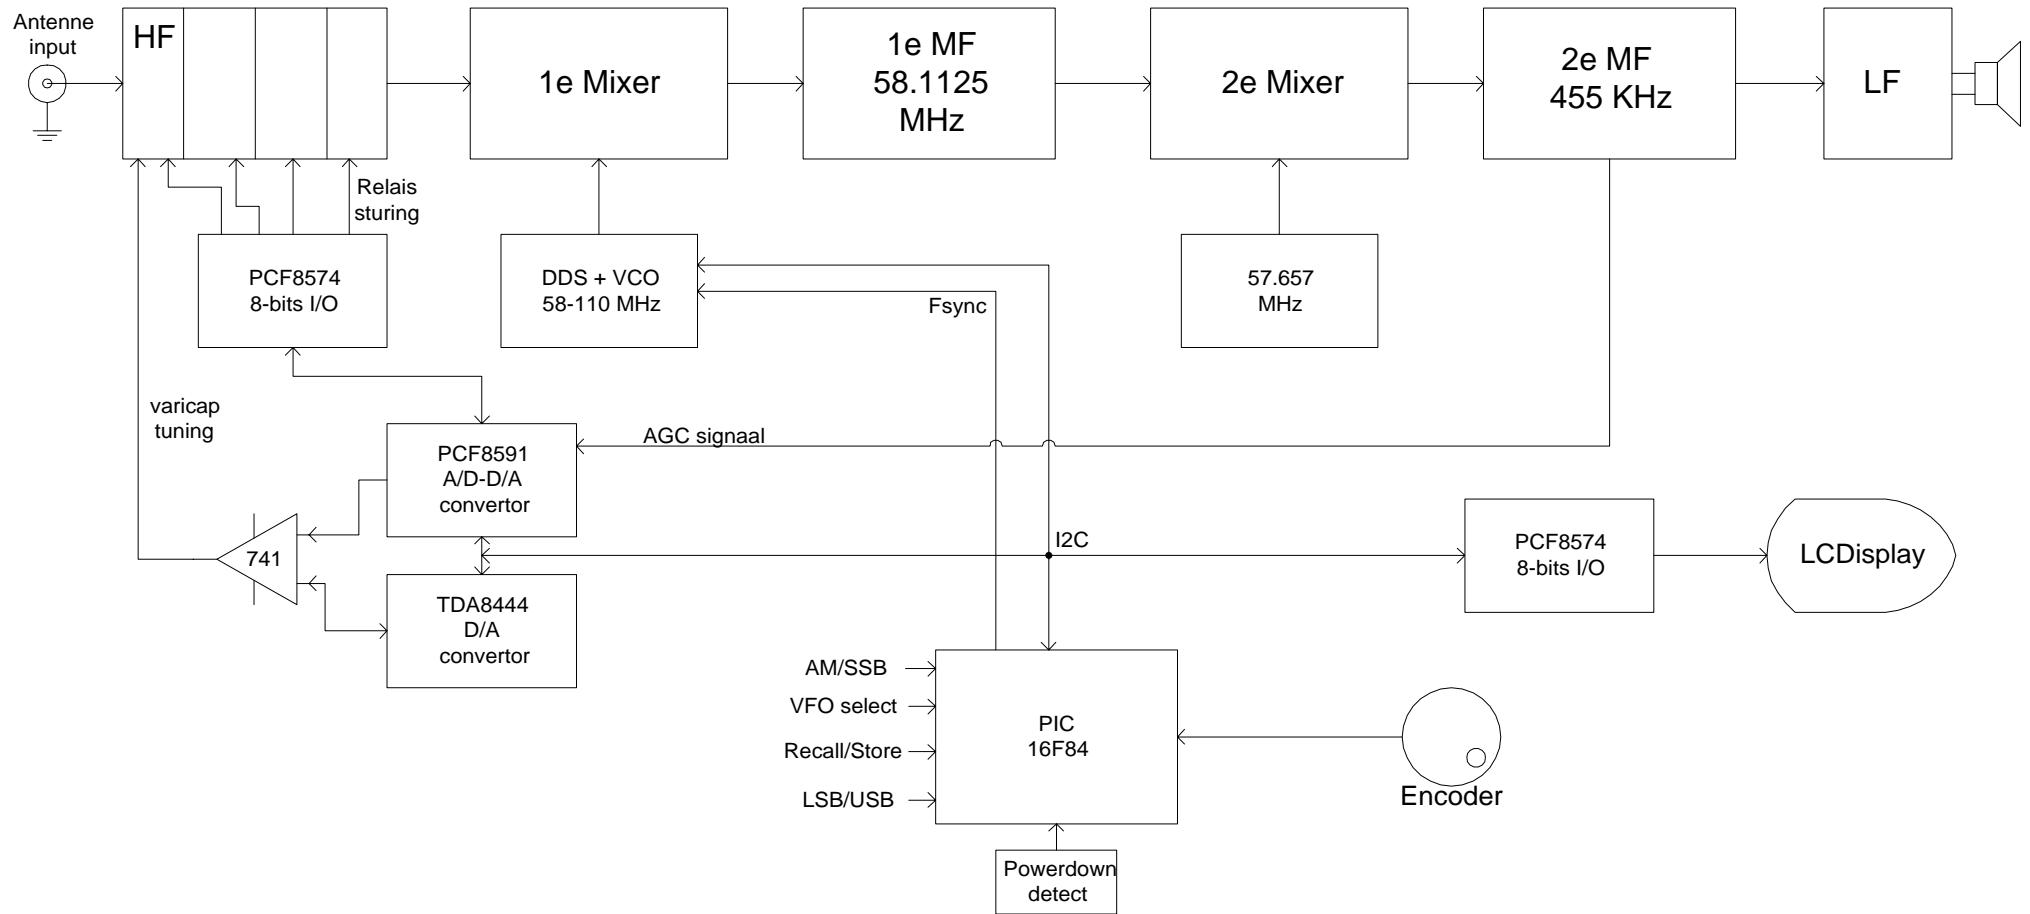 Antenne
input
HF
1e Mixer
1e MF
58.1125
MHz
2e Mixer
2e MF
455 KHz
LF
Relais
sturing
PCF8574
8-bits I/O
DDS + VCO
58-110 MHz
Fsync
57.657
MHz
varicap
tuning
AGC signaal
PCF8591
A/D-D/A
convertor
741
I2C
PCF8574
8-bits I/O
LCDisplay
TDA8444
D/A
convertor
AM/SSB
VFO select
Recall/Store
LSB/USB
PIC
16F84
Encoder
Powerdown
detect